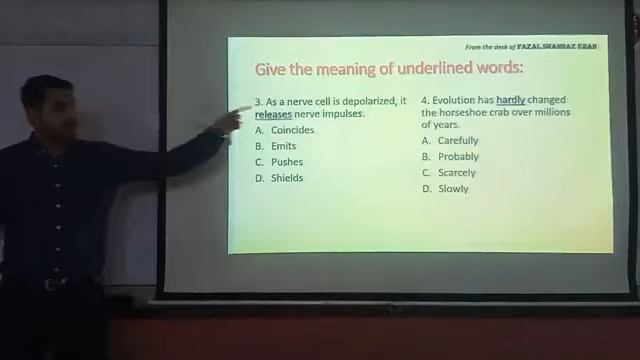 From the desk of FAZAL SHAHBAZ KHAN
Give the meaning of underlined words:
3. As a nerve cell is depolarized, it
releases nerve impulses.
A. Coincides
B. Emits
C. Pushes
D. Shields
4. Evolution has hardly changed
the horseshoe crab over millions
of years.
A. Carefully
B. Probably
C. Scarcely
D. Slowly